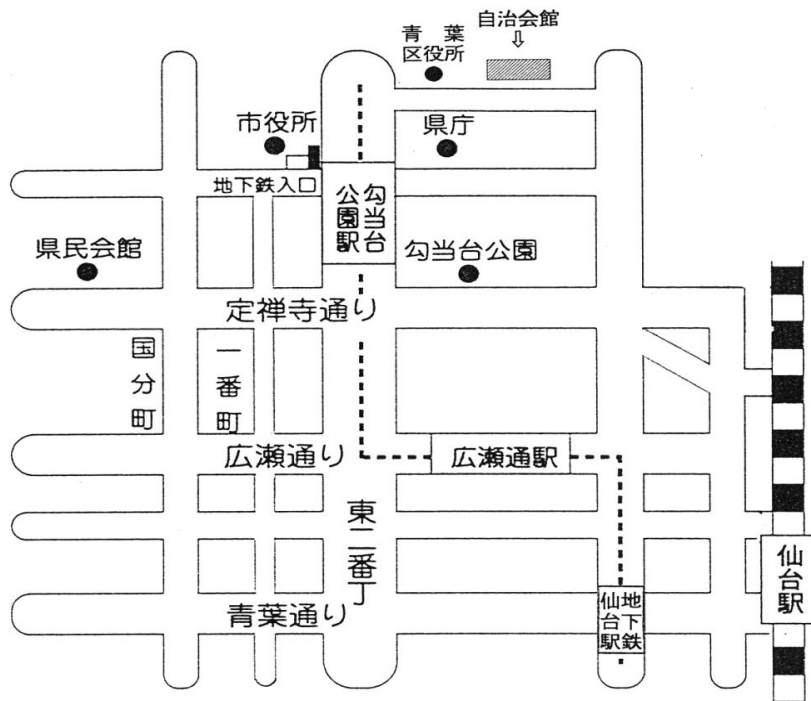 自治会館
⇩
青葉
区役所
市役所
県庁
地下鉄入口
勾当台
公園駅
県民会館
勾当台公園
定禅寺通り
国分町
一番町
広瀬通り
広瀬通駅
東二番丁
仙台駅
青葉通り
地下鉄
仙台駅